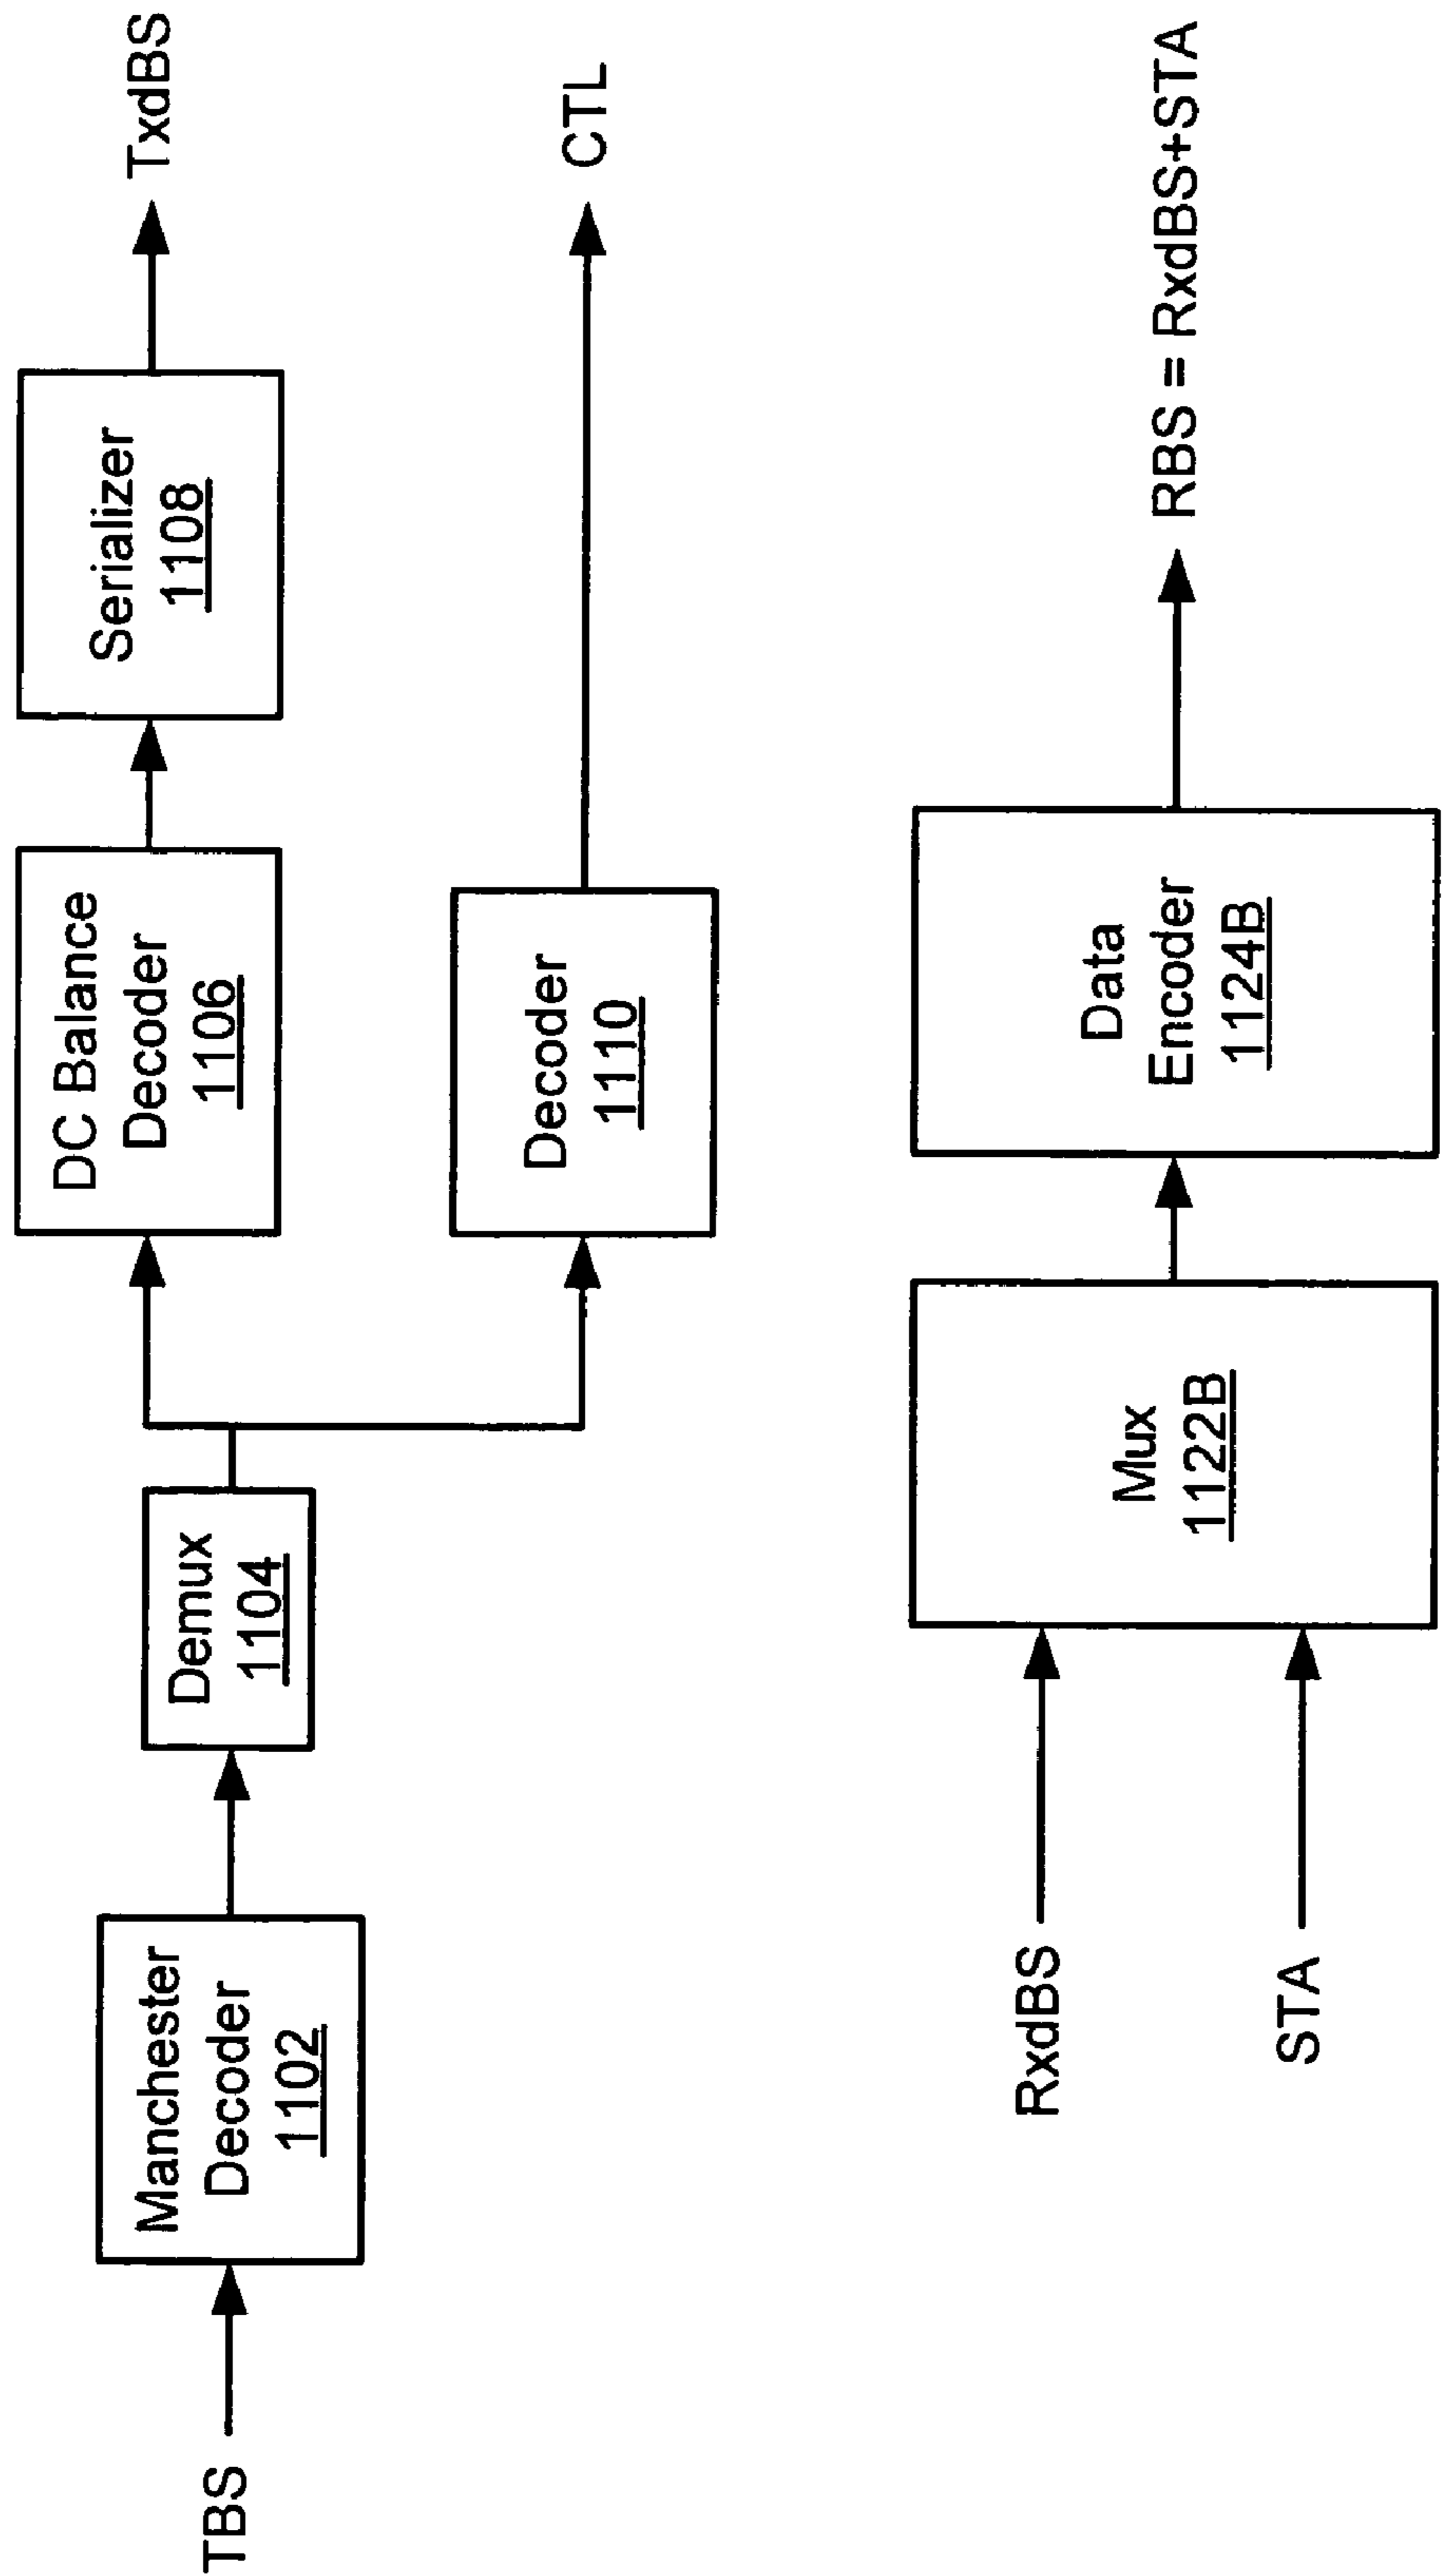 TBS
Manchester
Decoder
1102
Demux
1104
DC Balance
Decoder
1106
Serializer
1108
TxdBS
Decoder
1110
CTL
RxdBS
STA
Mux
1122B
Data
Encoder
1124B
RBS = RxdBS+STA